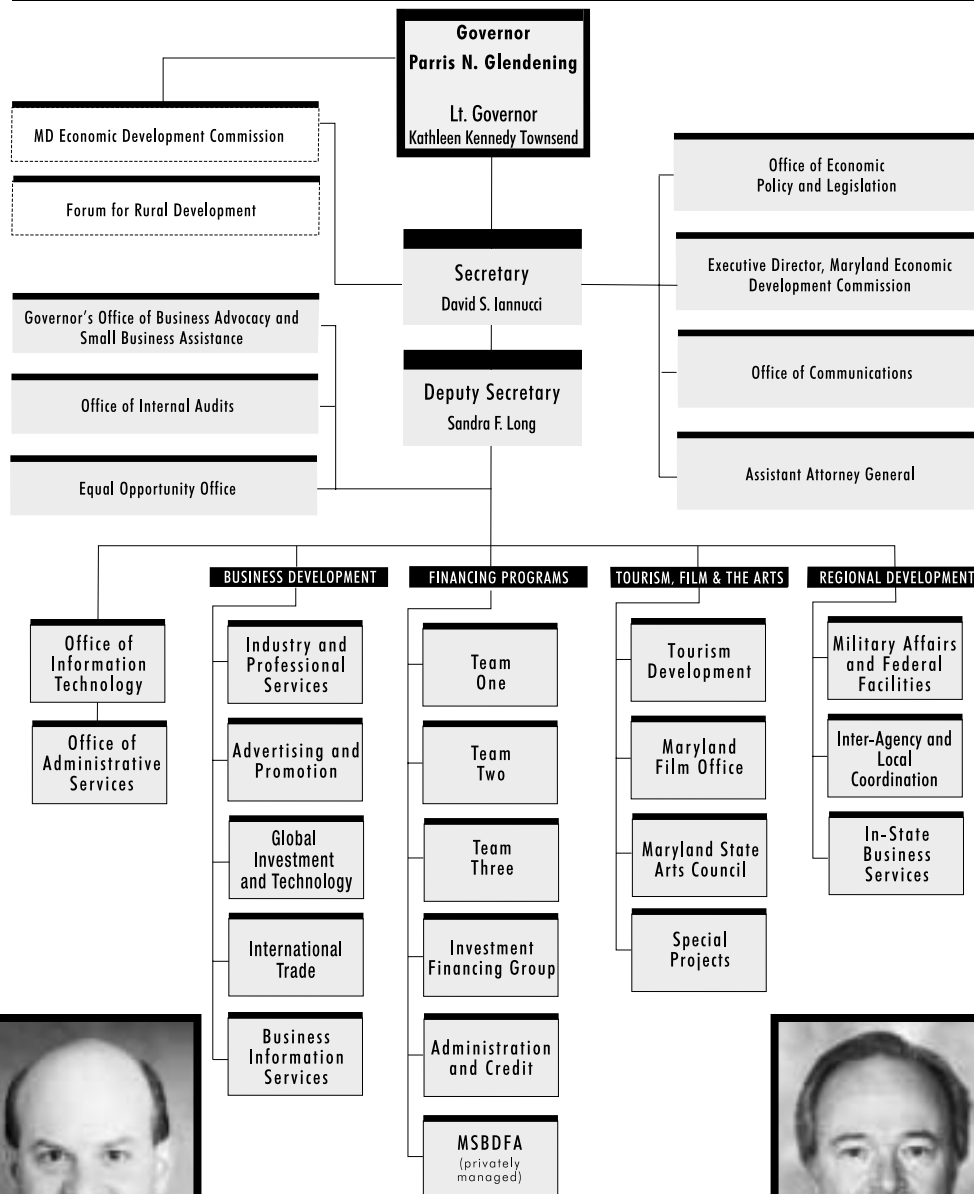 Governor
Parris N. Glendening
Lt. Governor
Kathleen Kennedy Townsend
MD Economic Development Commission
Forum for Rural Development
Governor's Office of Business Advocacy and
Small Business Assistance
Office of Internal Audits
Equal Opportunity Office
Secretary
David S. Iannucci
Deputy Secretary
Sandra F. Long
Office of Economic
Policy and Legislation
Executive Director, Maryland Economic
Development Commission
Office of Communications
Assistant Attorney General
Office of
Information
Technology
Office of
Administrative
Services
BUSINESS DEVELOPMENT
Industry and
Professional
Services
Advertising and
Promotion
Global
Investment
and Technology
International
Trade
Business
Information
Services
FINANCING PROGRAMS
Team
One
Team
Two
Team
Three
Investment
Financing Group
Administration
and Credit
MSBDFA
(privately
managed)
TOURISM, FILM & THE ARTS
Tourism
Development
Maryland
Film Office
Maryland State
Arts Council
Special
Projects
REGIONAL DEVELOPMENT
Military Affairs
and Federal
Facilities
Inter-Agency and
Local
Coordination
In-State
Business
Services